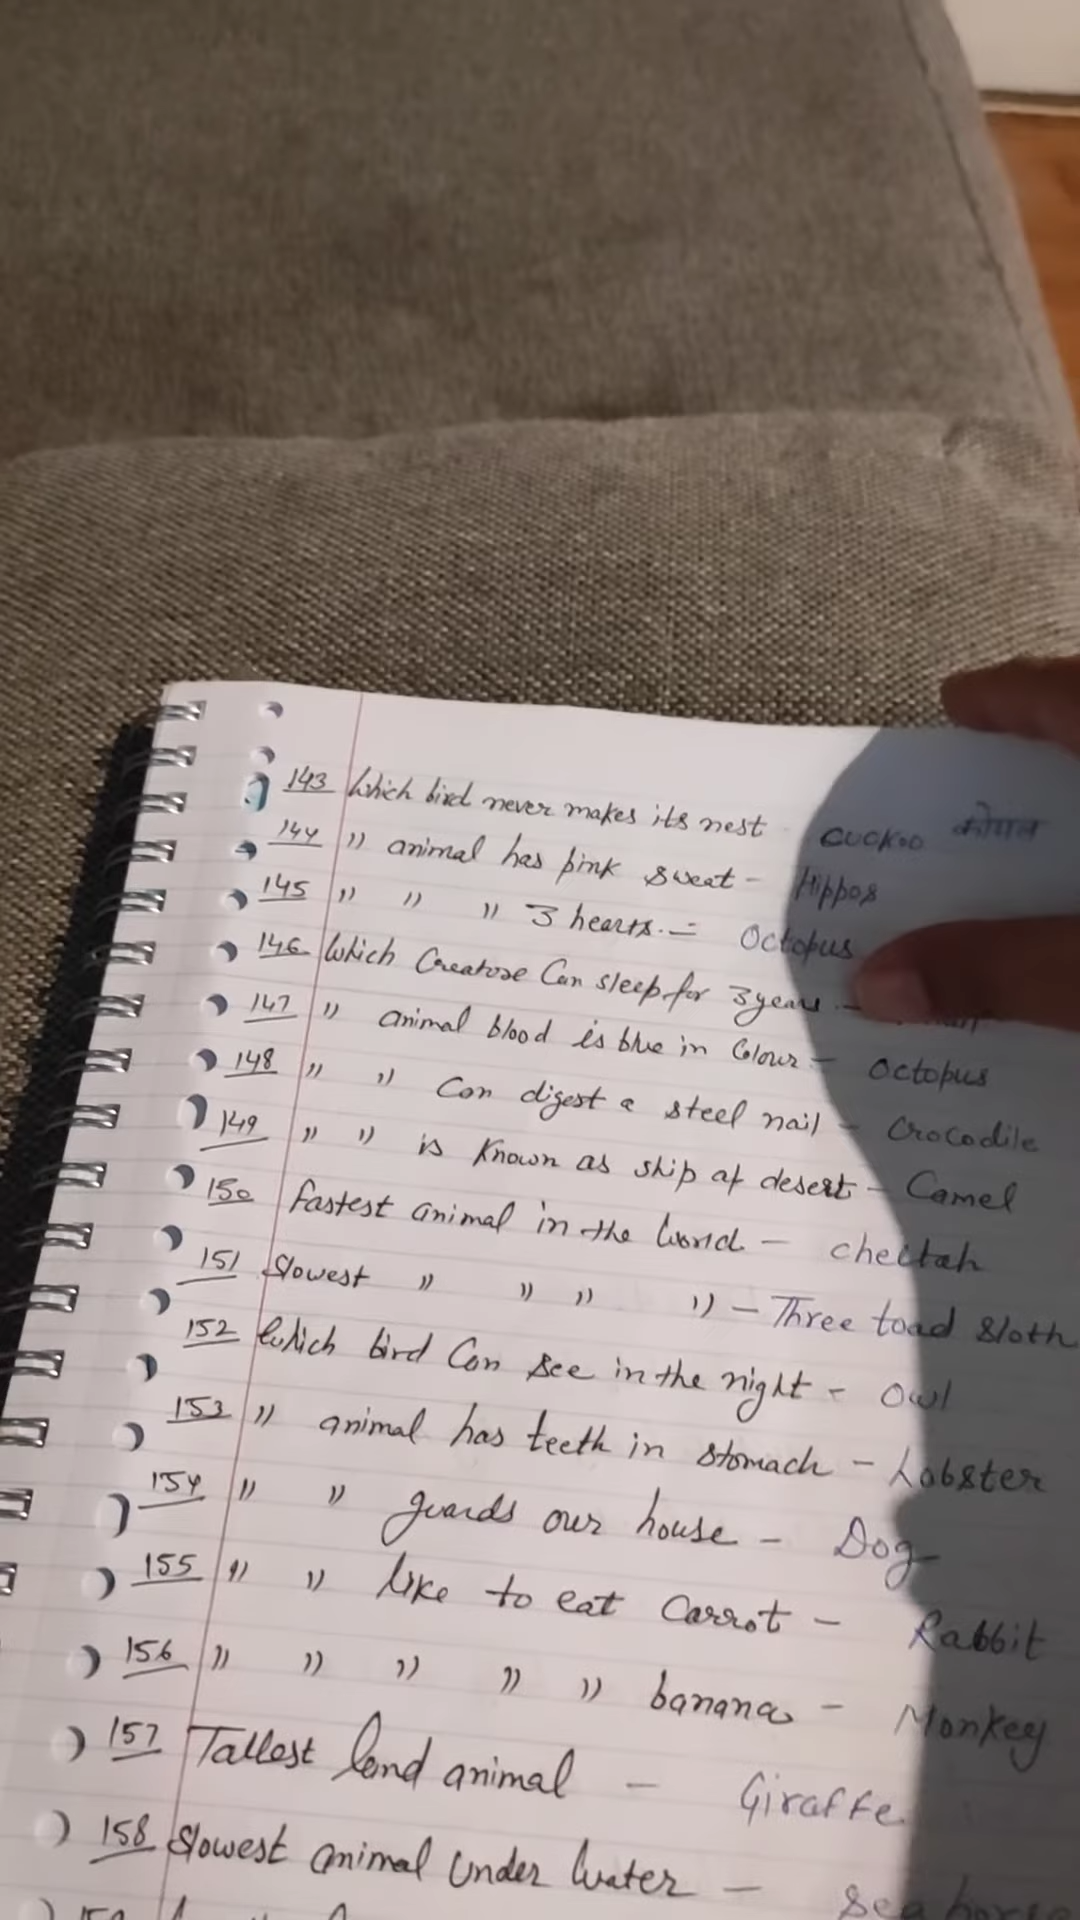 143 Which bird never makes its nest cuckoo कोयल
144 " animal has pink sweat - Hippos
145 " " " 3 hearts. = Octopus
146 Which Creatose Can sleep for 3 years. -
147 " animal blood is blue in Colour = Octopus
148 " " Can digest a steel nail - Crocodile
149 " " is Known as ship of desert - Camel
150 fastest animal in the World - cheetah
151 Slowest " " " " - Three toad sloth
152 Which bird Can see in the night - Owl
153 " animal has teeth in stomach - Lobster
154 " " guards our house - Dog
155 " " like to eat Carrot - Rabbit
156 " " " " " banana - Monkey
157 Tallest land animal - Giraffe
158 Slowest animal Under Water - sea horse
159